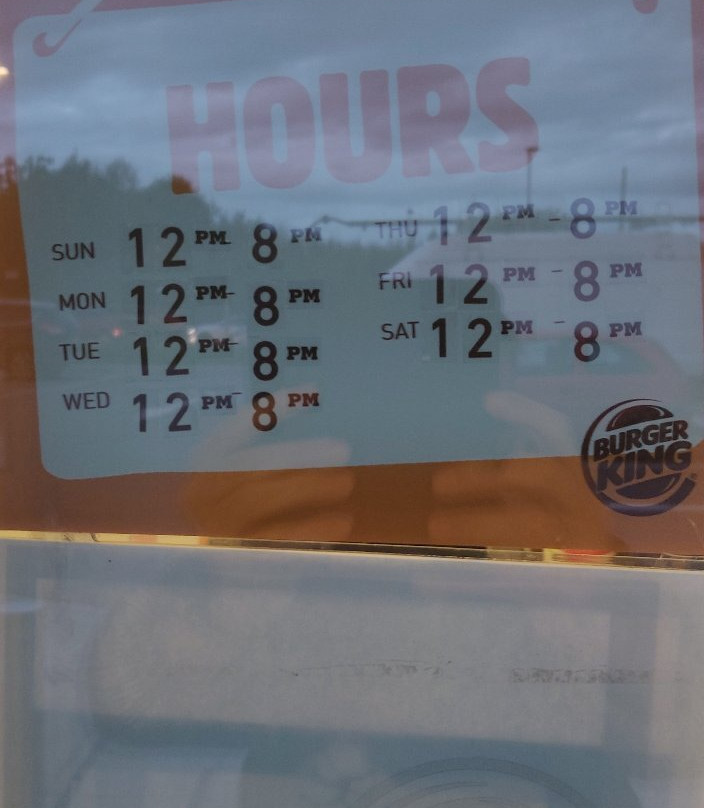 HOURS
SUN 12 PM- 8 PM
MON 12 PM- 8 PM
TUE 12 PM- 8 PM
WED 12 PM- 8 PM
THU 12 PM - 8 PM
FRI 12 PM - 8 PM
SAT 12 PM - 8 PM
BURGER
KING®